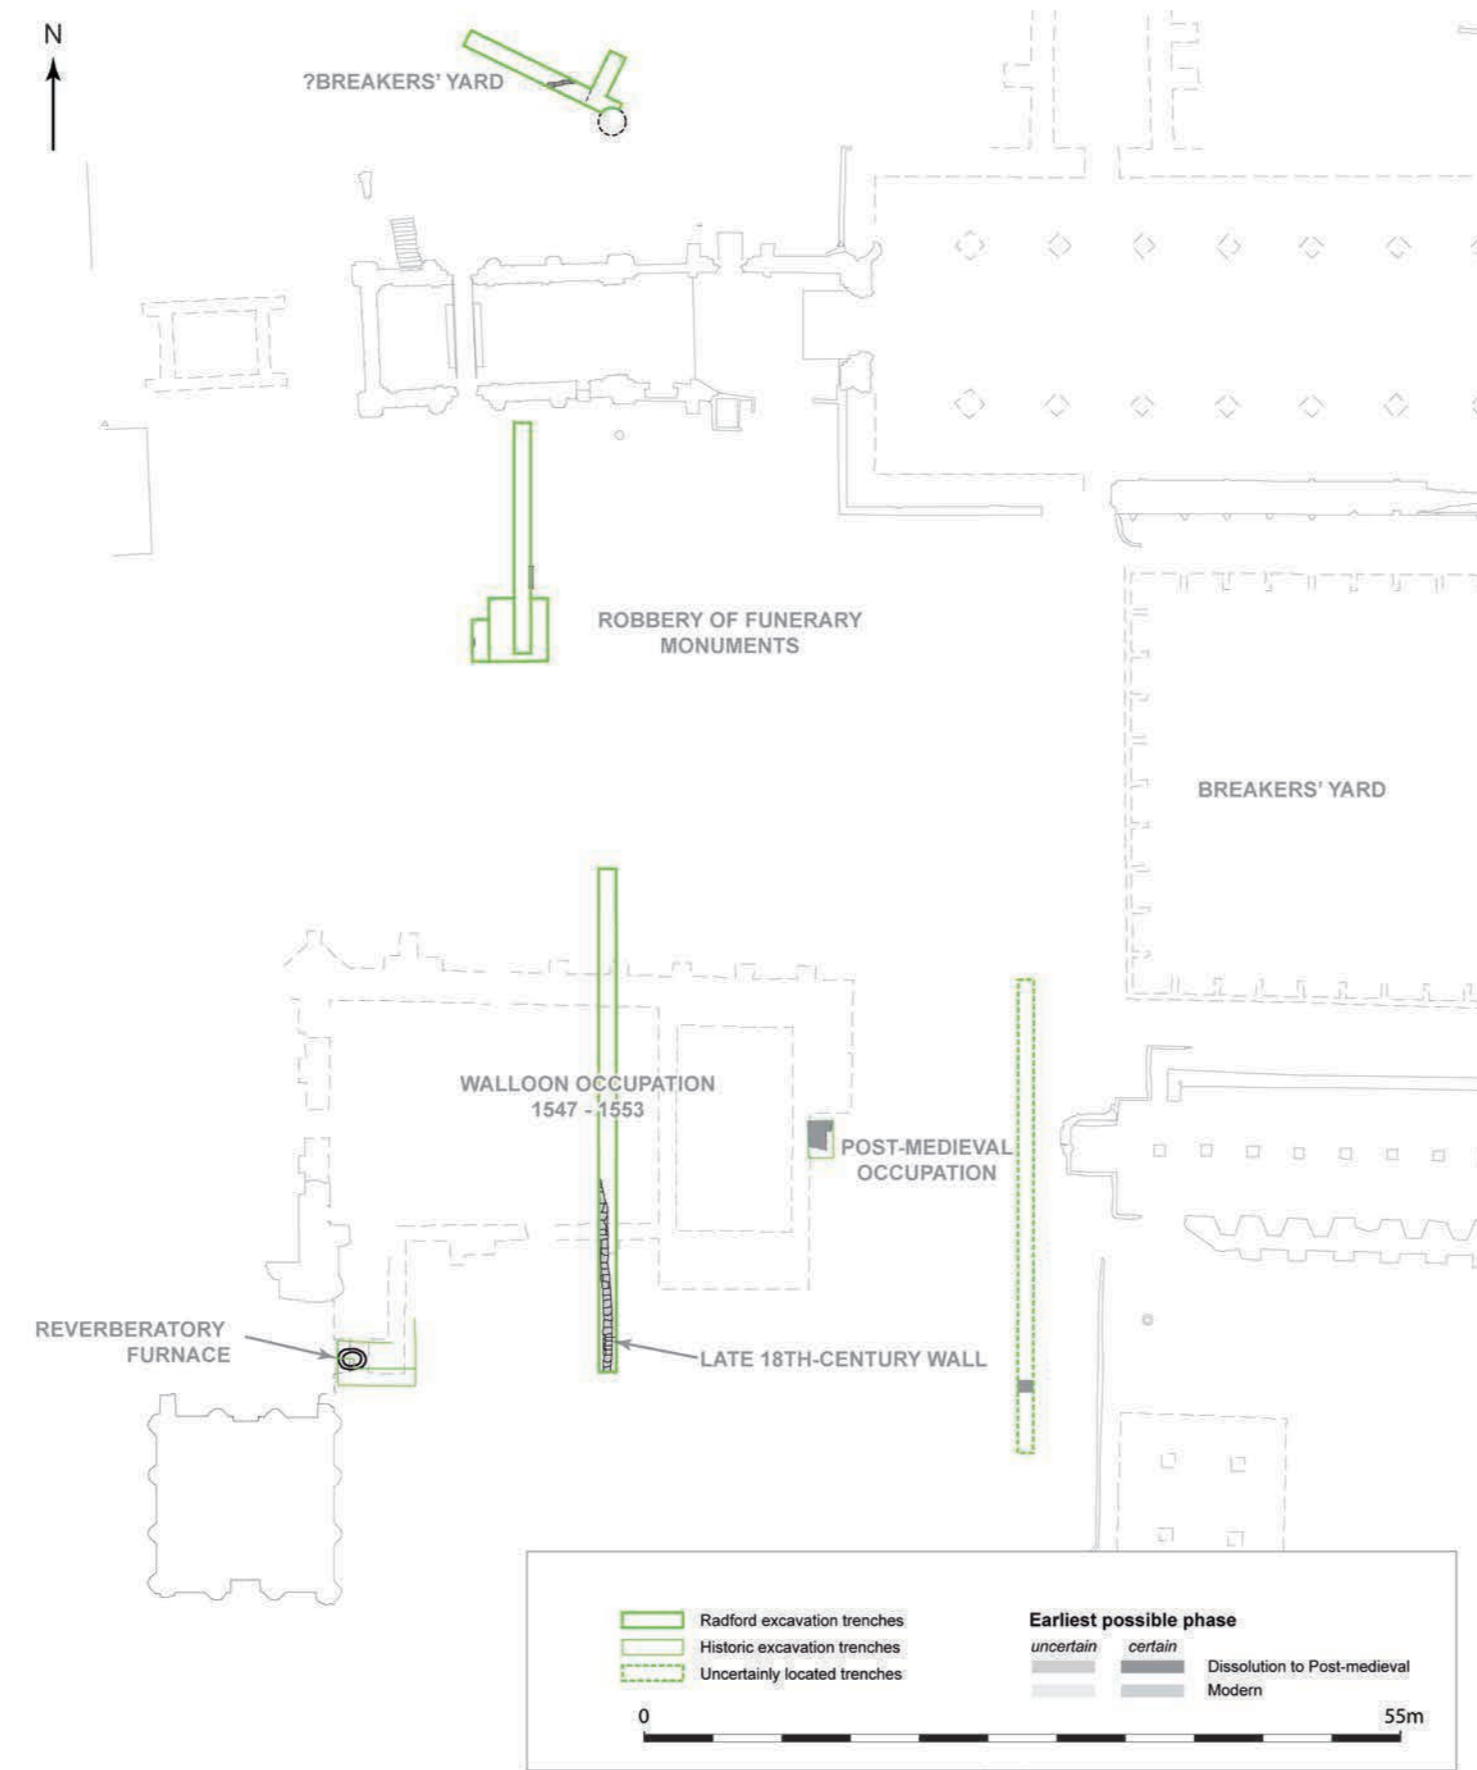 N
?BREAKERS' YARD
ROBBERY OF FUNERARY
MONUMENTS
BREAKERS' YARD
WALLOON OCCUPATION
1547 - 1553
POST-MEDIEVAL
OCCUPATION
REVERBERATORY
FURNACE
LATE 18TH-CENTURY WALL
Radford excavation trenches
Historic excavation trenches
Uncertainly located trenches
Earliest possible phase
uncertain certain
Dissolution to Post-medieval
Modern
0 55m